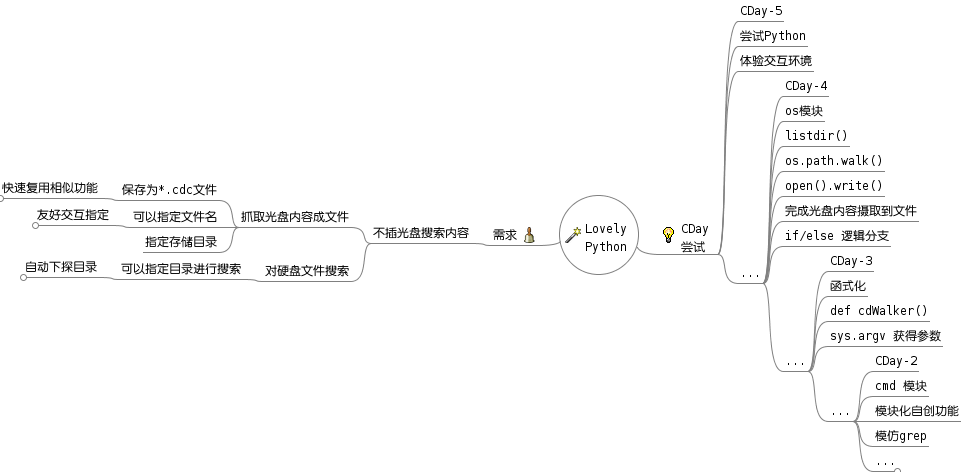 Lovely
Python
需求
不插光盘搜索内容
抓取光盘内容成文件
保存为*.cdc文件
快速复用相似功能
可以指定文件名
友好交互指定
指定存储目录
对硬盘文件搜索
可以指定目录进行搜索
自动下探目录
CDay
尝试
CDay-5
尝试Python
体验交互环境
...
CDay-4
os模块
listdir()
os.path.walk()
open().write()
完成光盘内容摄取到文件
if/else 逻辑分支
...
CDay-3
函式化
def cdWalker()
sys.argv 获得参数
...
CDay-2
cmd 模块
模块化自创功能
模仿grep
...